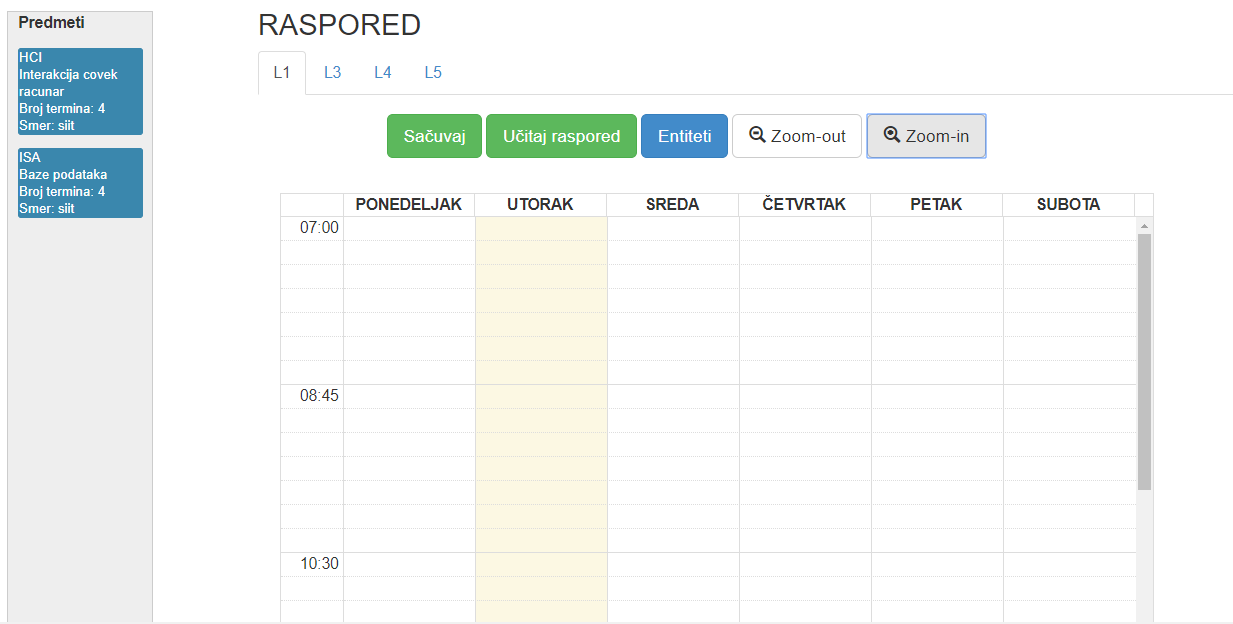 Predmeti
HCI
Interakcija covek
racunar
Broj termina: 4
Smer: siit
ISA
Baze podataka
Broj termina: 4
Smer: siit
RASPORED
L1 L3 L4 L5
Sačuvaj Učitaj raspored Entiteti Zoom-out Zoom-in
PONEDELJAK UTORAK SREDA ČETVRTAK PETAK SUBOTA
07:00
08:45
10:30